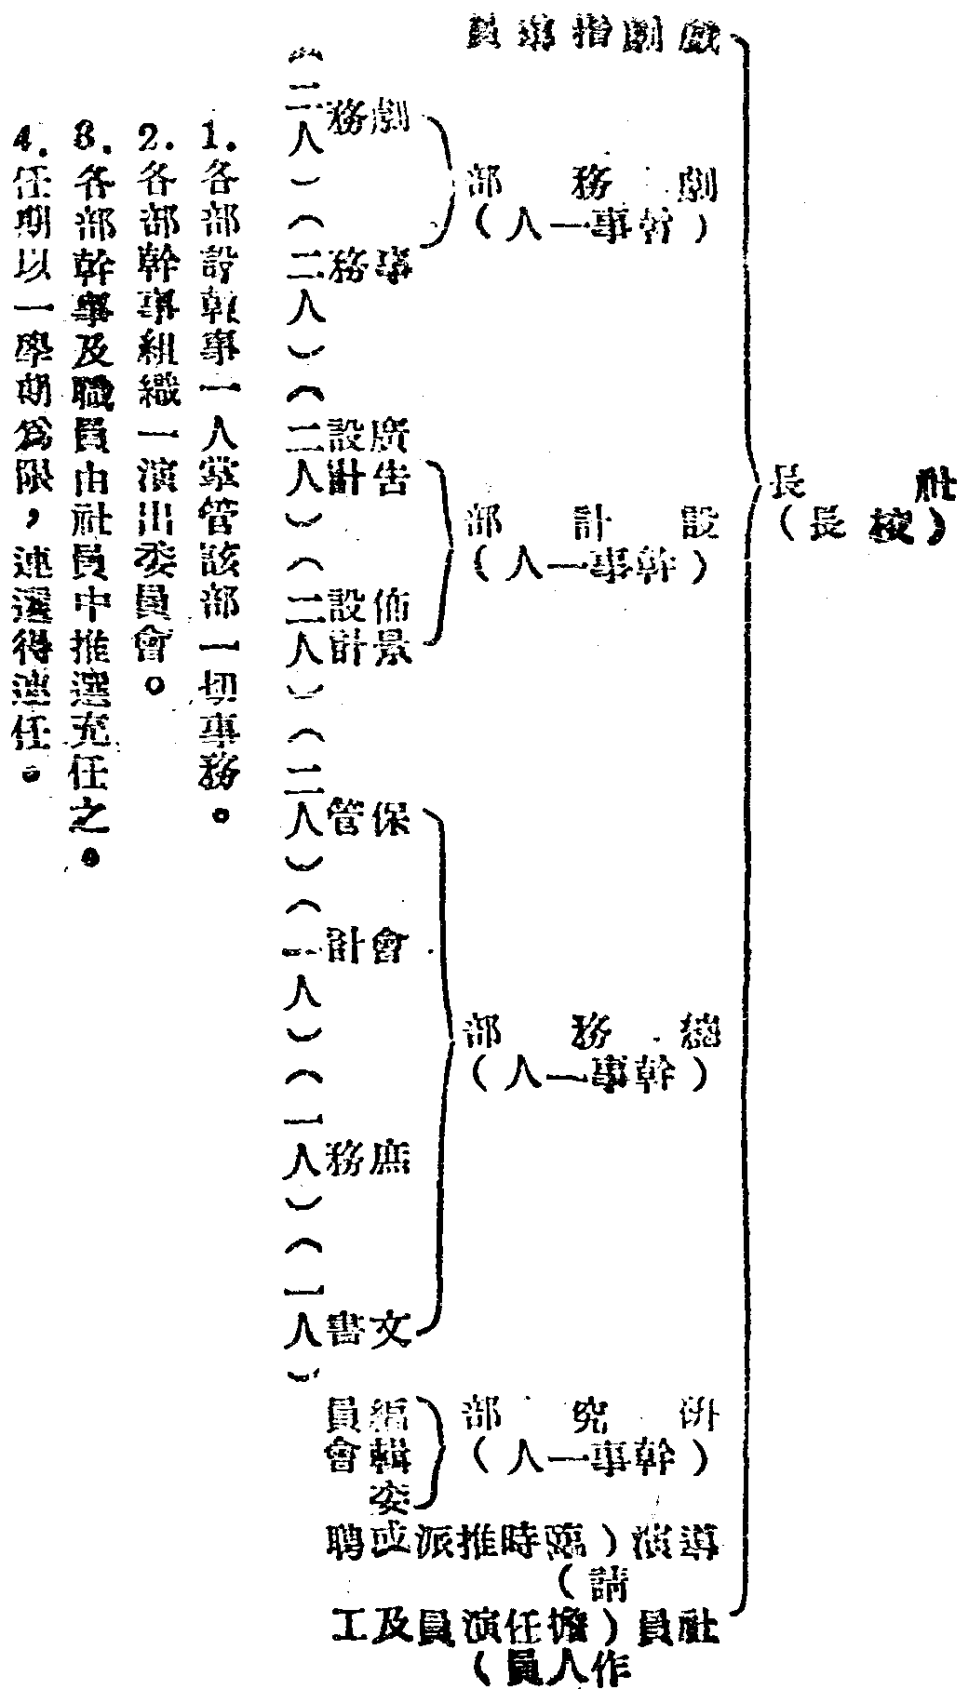 社長
(校長)
戲劇指導員
劇務部
(幹事一人)
劇務
(二人)
事務
(二人)
設計部
(幹事一人)
廣告設計
(二人)
佈景設計
(二人)
總務部
(幹事一人)
保管
(二人)
會計
(一人)
庶務
(一人)
文書
(一人)
研究部
(幹事一人)
編輯委員會
導演(臨時推派或聘請)
社員(擔任演員及工作人員)
1.各部設幹事一人掌管該部一切事務。
2.各部幹事組織一演出委員會。
3.各部幹事及職員由社員中推選充任之。
4.任期以一學期爲限,連選得連任。